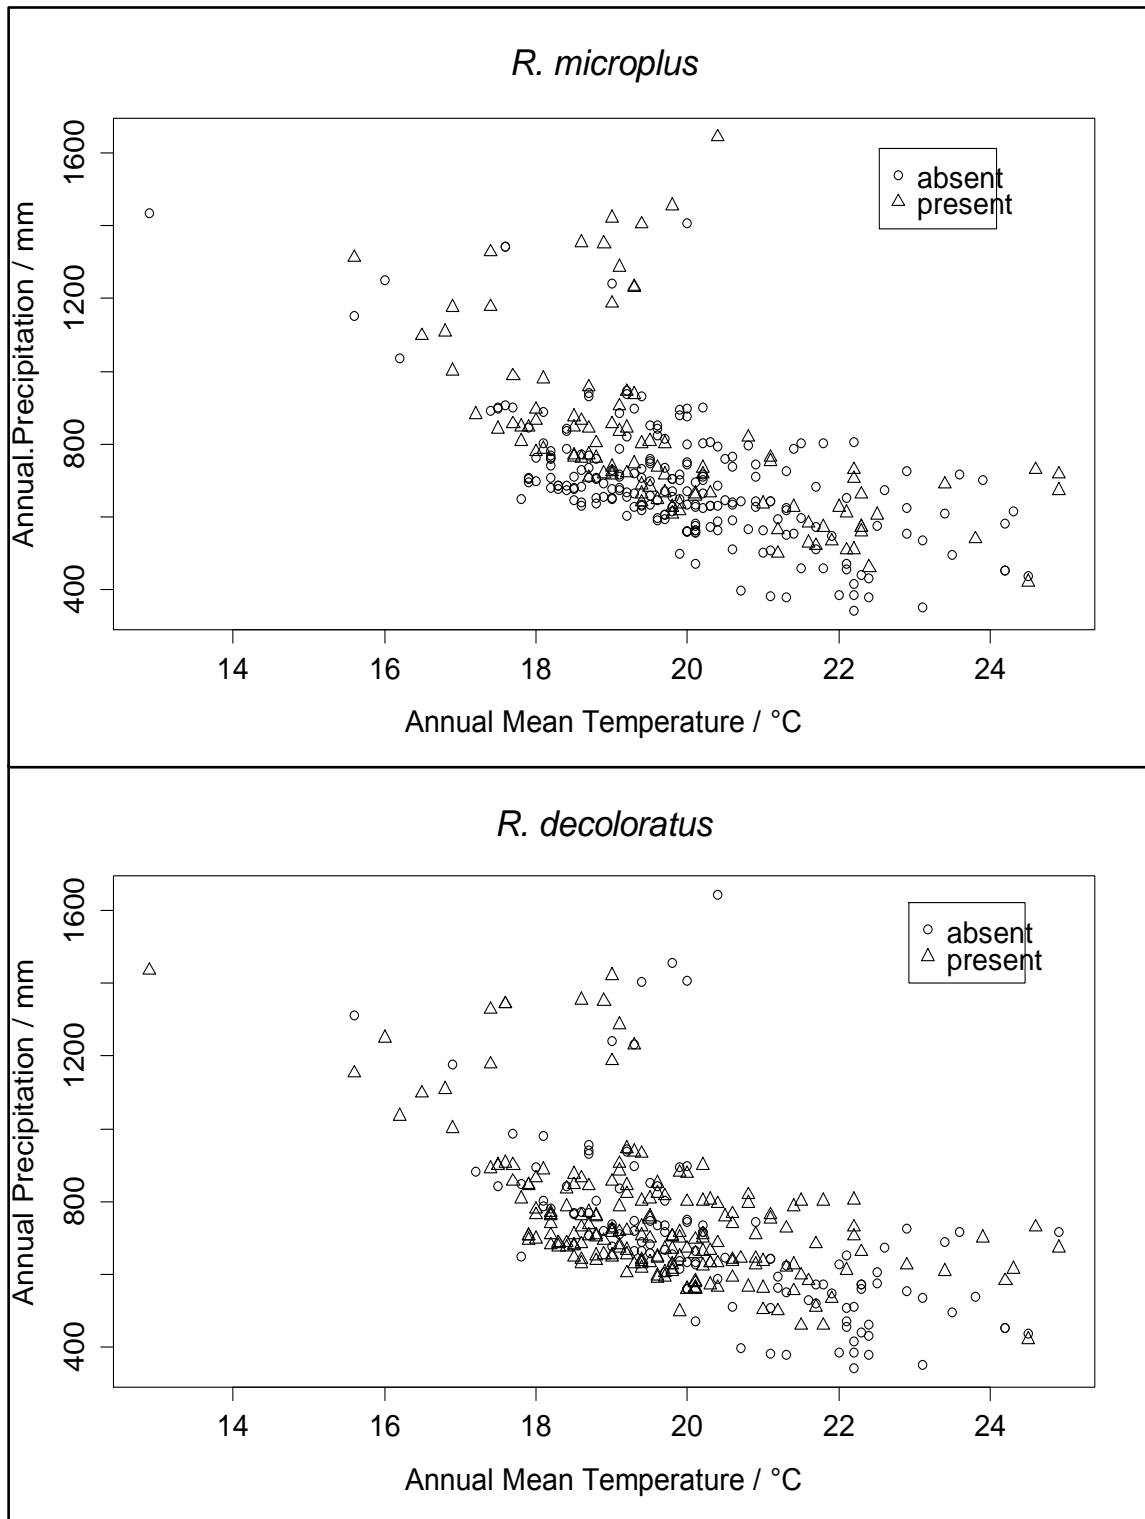 R. microplus
absent
present
1600
1200
800
400
Annual.Precipitation / mm
14 16 18 20 22 24
Annual Mean Temperature / °C
R. decoloratus
absent
present
1600
1200
800
400
Annual Precipitation / mm
14 16 18 20 22 24
Annual Mean Temperature / °C